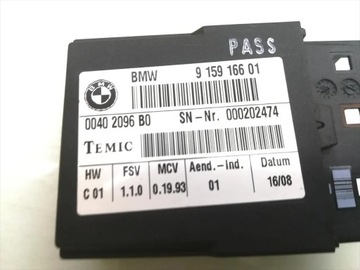 PASS
BMW 9 159 166 01
0040 2096 B0 SN-Nr. 000202474
TEMIC
HW FSV MCV Aend.-Ind. Datum
C 01 1.1.0 0.19.93 01 16/08